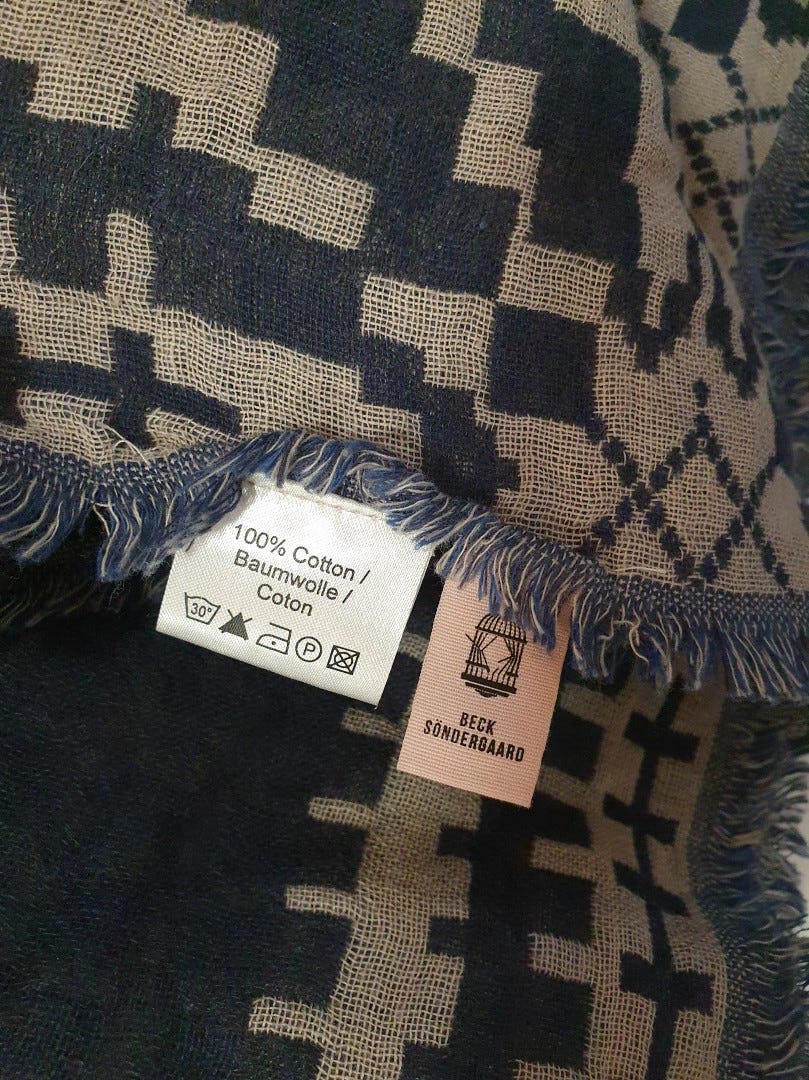 100% Cotton /
Baumwolle /
Coton
30°
P
BECK
SÖNDERGAARD